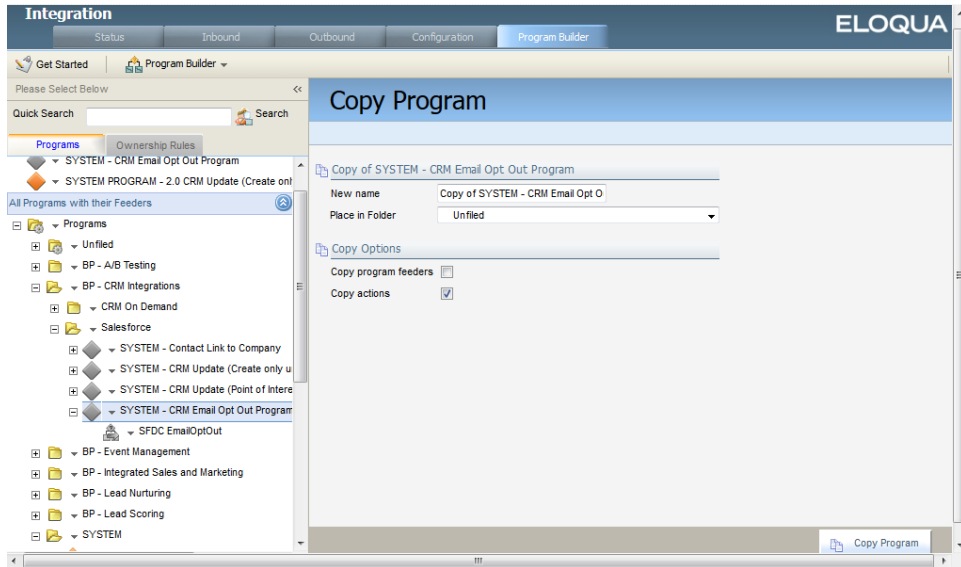 Integration
ELOQUA
Status Inbound Outbound Configuration Program Builder
Get Started Program Builder
Please Select Below <<
Quick Search Search
Programs Ownership Rules
SYSTEM - CRM Email Opt Out Program
SYSTEM PROGRAM - 2.0 CRM Update (Create onl
All Programs with their Feeders
Programs
Unfiled
BP - A/B Testing
BP - CRM Integrations
CRM On Demand
Salesforce
SYSTEM - Contact Link to Company
SYSTEM - CRM Update (Create only u
SYSTEM - CRM Update (Point of Intere
SYSTEM - CRM Email Opt Out Program
SFDC EmailOptOut
BP - Event Management
BP - Integrated Sales and Marketing
BP - Lead Nurturing
BP - Lead Scoring
SYSTEM
Copy Program
Copy of SYSTEM - CRM Email Opt Out Program
New name Copy of SYSTEM - CRM Email Opt O
Place in Folder Unfiled
Copy Options
Copy program feeders
Copy actions
Copy Program